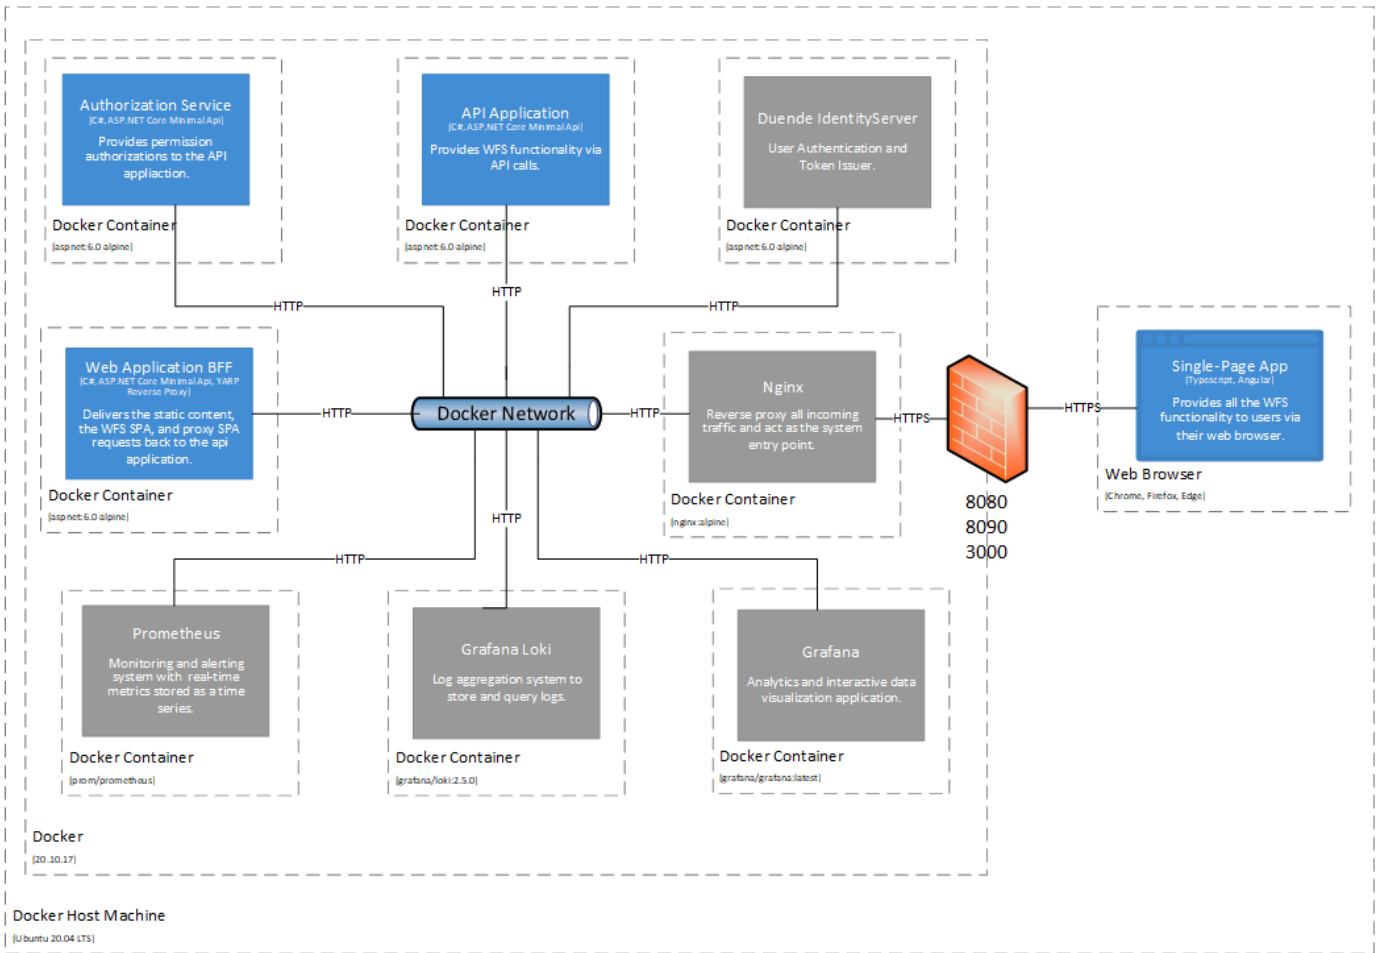 Authorization Service
[C#, ASP.NET Core Minimal Api]
Provides permission
authorizations to the API
appliaction.
Docker Container
[aspnet:6.0 alpine]
API Application
[C#, ASP.NET Core Minimal Api]
Provides WFS functionality via
API calls.
Docker Container
[aspnet:6.0 alpine]
Duende IdentityServer
User Authentication and
Token Issuer.
Docker Container
[aspnet:6.0 alpine]
HTTP
HTTP
HTTP
Web Application BFF
[C#, ASP.NET Core Minimal Api, YARP
Reverse Proxy]
Delivers the static content,
the WFS SPA, and proxy SPA
requests back to the api
application.
Docker Container
[aspnet:6.0 alpine]
HTTP
Docker Network
HTTP
Nginx
Reverse proxy all incoming
traffic and act as the system
entry point.
Docker Container
[nginx:alpine]
HTTPS
8080
8090
3000
HTTPS
Single-Page App
[Typescript, Angular]
Provides all the WFS
functionality to users via
their web browser.
Web Browser
[Chrome, Firefox, Edge]
HTTP
HTTP
HTTP
Prometheus
Monitoring and alerting
system with real-time
metrics stored as a time
series.
Docker Container
[prom/prometheus]
Grafana Loki
Log aggregation system to
store and query logs.
Docker Container
[grafana/loki:2.5.0]
Grafana
Analytics and interactive data
visualization application.
Docker Container
[grafana/grafana:latest]
Docker
[20.10.17]
Docker Host Machine
[Ubuntu 20.04 LTS]